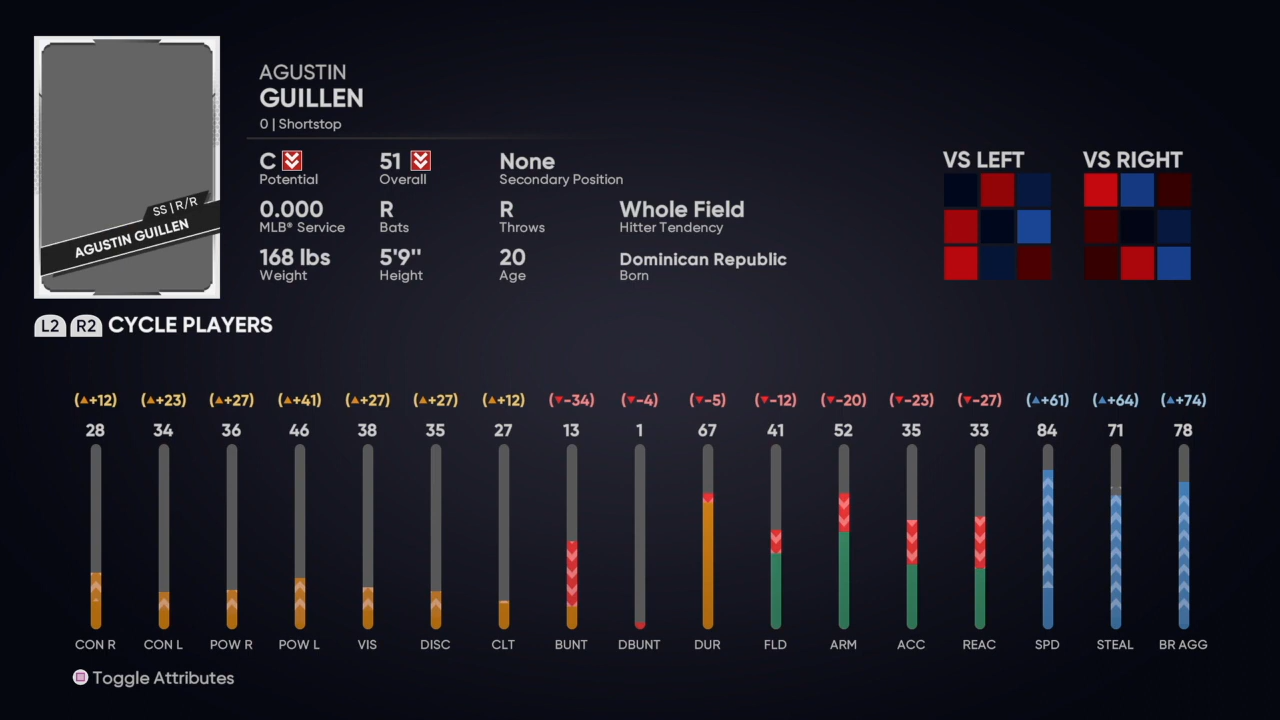 AGUSTIN
GUILLEN
0 | Shortstop
C
Potential
51
Overall
None
Secondary Position
0.000
MLB® Service
R
Bats
R
Throws
Whole Field
Hitter Tendency
168 lbs
Weight
5'9"
Height
20
Age
Dominican Republic
Born
SS | R/R
AGUSTIN GUILLEN
VS LEFT
VS RIGHT
L2 R2 CYCLE PLAYERS
(▲+12) (▲+23) (▲+27) (▲+41) (▲+27) (▲+27) (▲+12) (▼-34) (▼-4) (▼-5) (▼-12) (▼-20) (▼-23) (▼-27) (▲+61) (▲+64) (▲+74)
28 34 36 46 38 35 27 13 1 67 41 52 35 33 84 71 78
CON R CON L POW R POW L VIS DISC CLT BUNT DBUNT DUR FLD ARM ACC REAC SPD STEAL BR AGG
Toggle Attributes